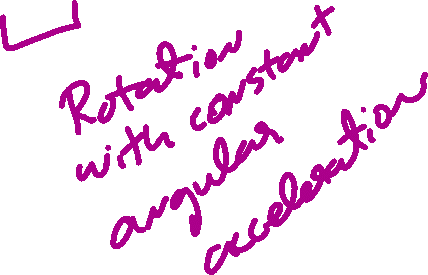 Rotation
with constant
angular
acceleration